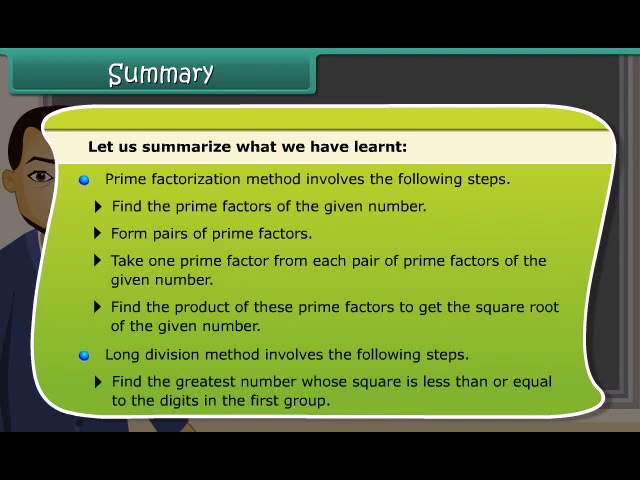 Summary
Let us summarize what we have learnt:
Prime factorization method involves the following steps.
Find the prime factors of the given number.
Form pairs of prime factors.
Take one prime factor from each pair of prime factors of the
given number.
Find the product of these prime factors to get the square root
of the given number.
Long division method involves the following steps.
Find the greatest number whose square is less than or equal
to the digits in the first group.